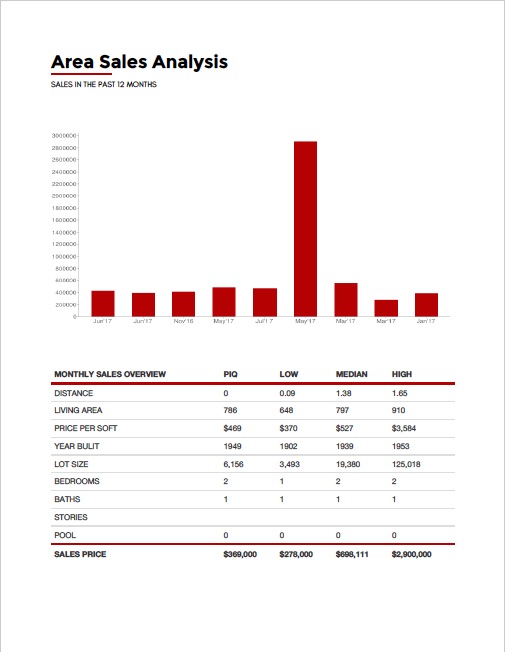 Area Sales Analysis
SALES IN THE PAST 12 MONTHS
3000000
2800000
2600000
2400000
2200000
2000000
1800000
1600000
1400000
1200000
1000000
800000
600000
400000
200000
0
Jun'17 Jun'17 Nov'16 May'17 Jul'17 May'17 Mar'17 Mar'17 Jan'17
MONTHLY SALES OVERVIEW PIQ LOW MEDIAN HIGH
DISTANCE 0 0.09 1.38 1.65
LIVING AREA 786 648 797 910
PRICE PER SOFT $469 $370 $527 $3,584
YEAR BULIT 1949 1902 1939 1953
LOT SIZE 6,156 3,493 19,380 125,018
BEDROOMS 2 1 2 2
BATHS 1 1 1 1
STORIES
POOL 0 0 0 0
SALES PRICE $369,000 $278,000 $698,111 $2,900,000